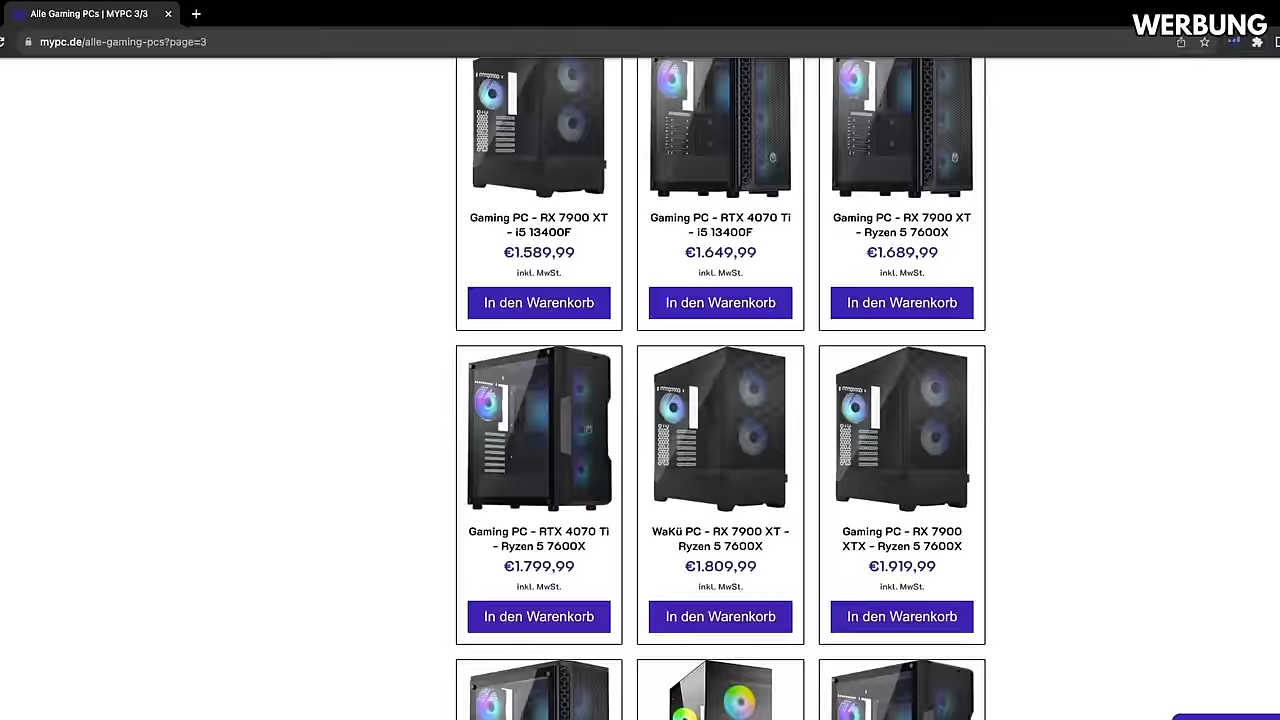 Alle Gaming PCs | MYPC 3/3
WERBUNG
mypc.de/alle-gaming-pcs?page=3
Gaming PC - RX 7900 XT
- i5 13400F
€1.589,99
inkl. MwSt.
In den Warenkorb
Gaming PC - RTX 4070 Ti
- i5 13400F
€1.649,99
inkl. MwSt.
In den Warenkorb
Gaming PC - RX 7900 XT
- Ryzen 5 7600X
€1.689,99
inkl. MwSt.
In den Warenkorb
Gaming PC - RTX 4070 Ti
- Ryzen 5 7600X
€1.799,99
inkl. MwSt.
In den Warenkorb
WaKü PC - RX 7900 XT -
Ryzen 5 7600X
€1.809,99
inkl. MwSt.
In den Warenkorb
Gaming PC - RX 7900
XTX - Ryzen 5 7600X
€1.919,99
inkl. MwSt.
In den Warenkorb